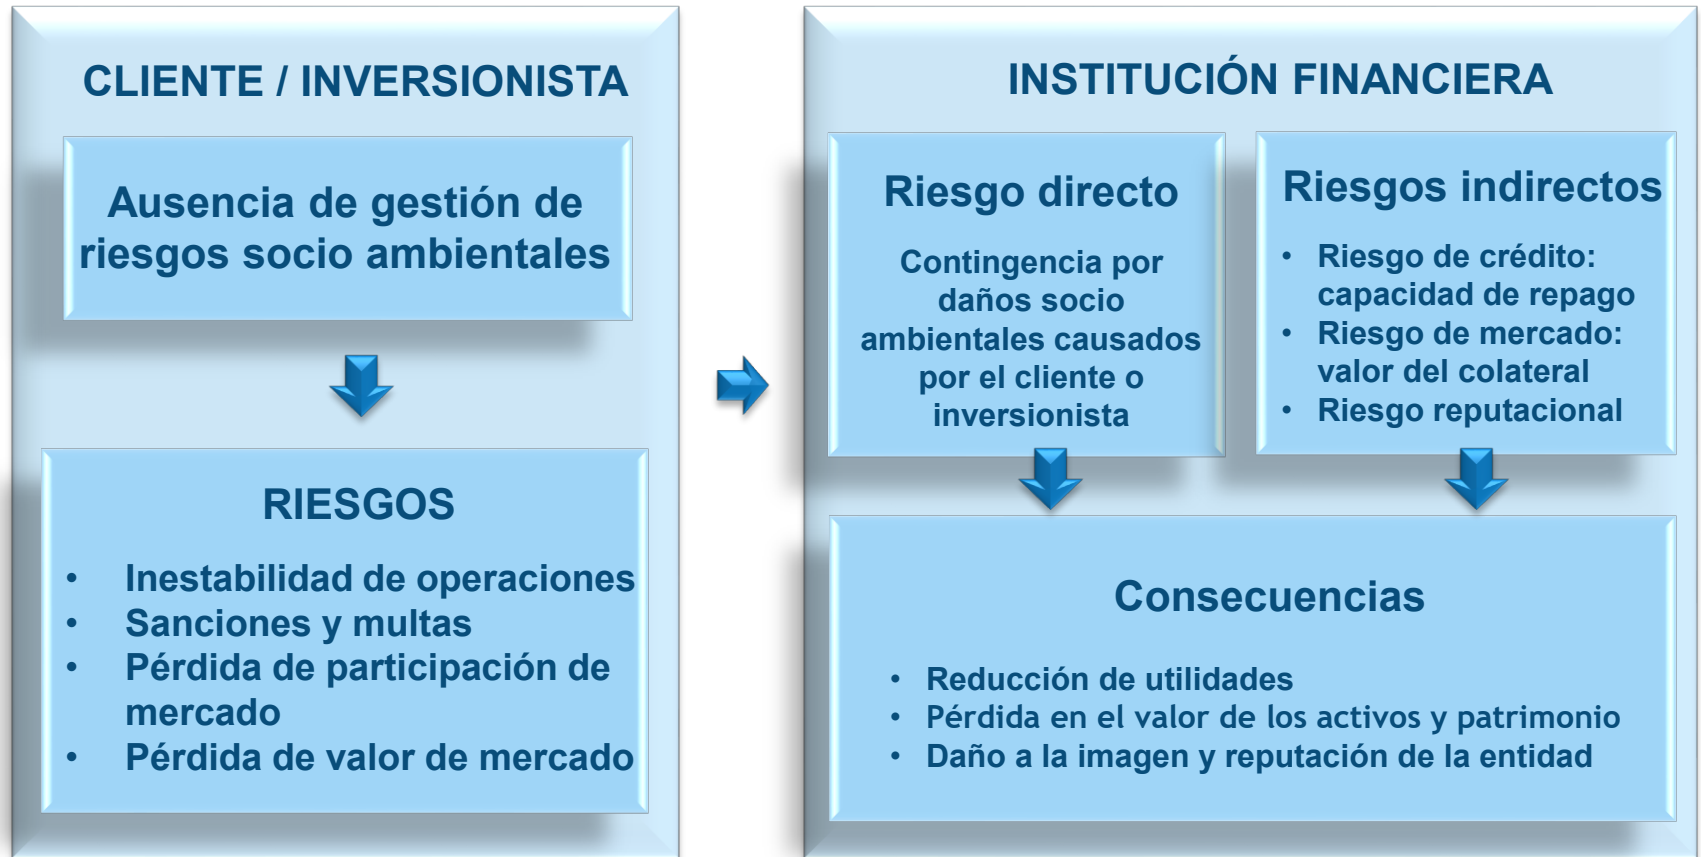 CLIENTE / INVERSIONISTA
Ausencia de gestión de
riesgos socio ambientales
RIESGOS
• Inestabilidad de operaciones
• Sanciones y multas
• Pérdida de participación de
mercado
• Pérdida de valor de mercado
INSTITUCIÓN FINANCIERA
Riesgo directo
Contingencia por
daños socio
ambientales causados
por el cliente o
inversionista
Riesgos indirectos
• Riesgo de crédito:
capacidad de repago
• Riesgo de mercado:
valor del colateral
• Riesgo reputacional
Consecuencias
• Reducción de utilidades
• Pérdida en el valor de los activos y patrimonio
• Daño a la imagen y reputación de la entidad